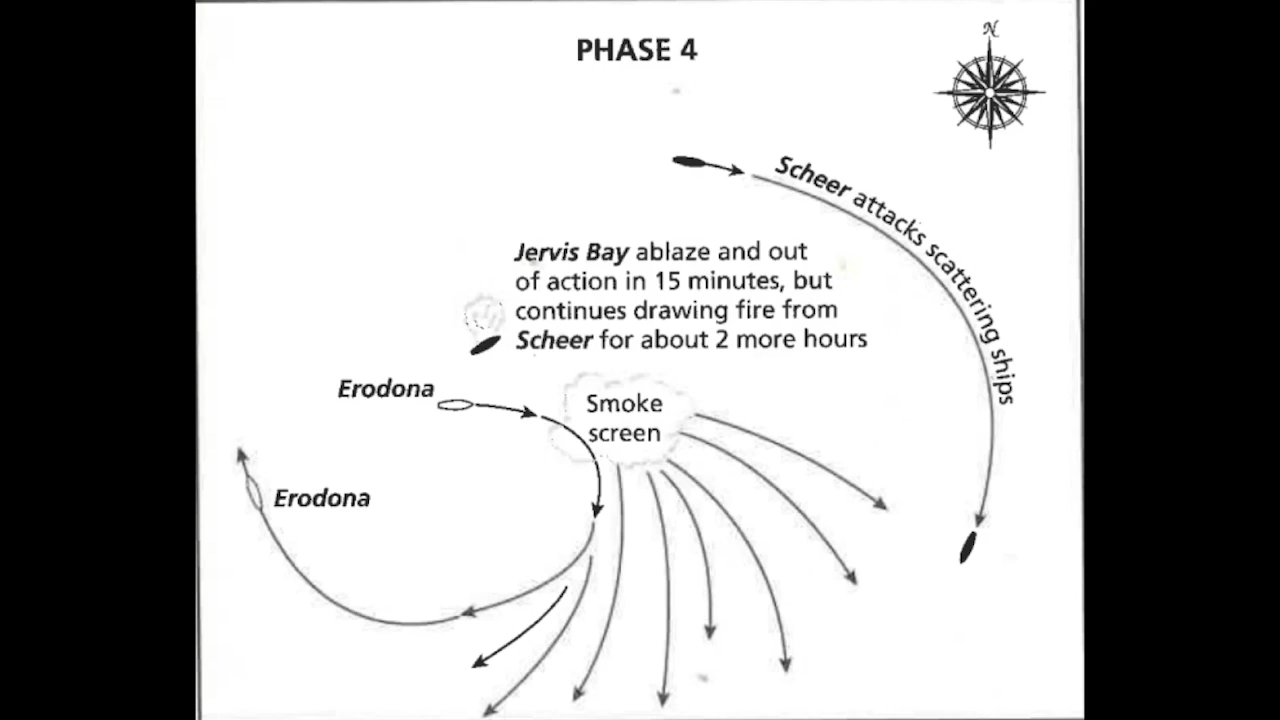 PHASE 4
N
Scheer attacks scattering ships
Jervis Bay ablaze and out
of action in 15 minutes, but
continues drawing fire from
Scheer for about 2 more hours
Erodona
Smoke
screen
Erodona